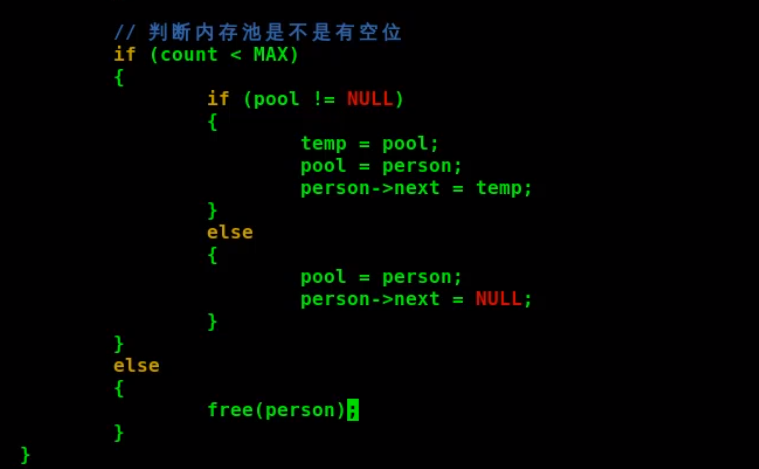 // 判断内存池是不是有空位
if (count < MAX)
{
if (pool != NULL)
{
temp = pool;
pool = person;
person->next = temp;
}
else
{
pool = person;
person->next = NULL;
}
}
else
{
free(person);
}
}